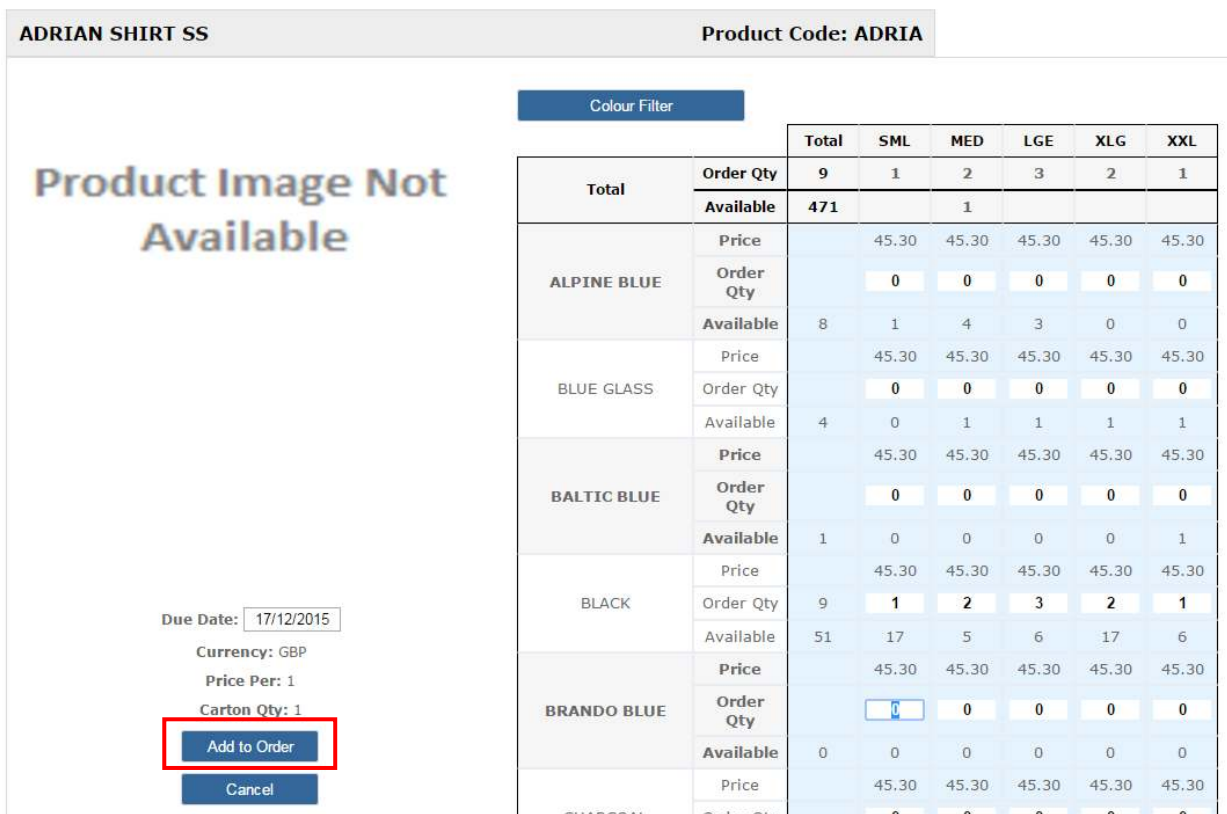 ADRIAN SHIRT SS Product Code: ADRIA
Colour Filter
Product Image Not
Available
Total SML MED LGE XLG XXL
Total Order Qty 9 1 2 3 2 1
Available 471 1
ALPINE BLUE Price 45.30 45.30 45.30 45.30 45.30
Order Qty 0 0 0 0 0
Available 8 1 4 3 0 0
BLUE GLASS Price 45.30 45.30 45.30 45.30 45.30
Order Qty 0 0 0 0 0
Available 4 0 1 1 1 1
BALTIC BLUE Price 45.30 45.30 45.30 45.30 45.30
Order Qty 0 0 0 0 0
Available 1 0 0 0 0 1
BLACK Price 45.30 45.30 45.30 45.30 45.30
Order Qty 9 1 2 3 2 1
Available 51 17 5 6 17 6
BRANDO BLUE Price 45.30 45.30 45.30 45.30 45.30
Order Qty 0 0 0 0 0
Available 0 0 0 0 0 0
Price 45.30 45.30 45.30 45.30 45.30
Due Date: 17/12/2015
Currency: GBP
Price Per: 1
Carton Qty: 1
Add to Order
Cancel